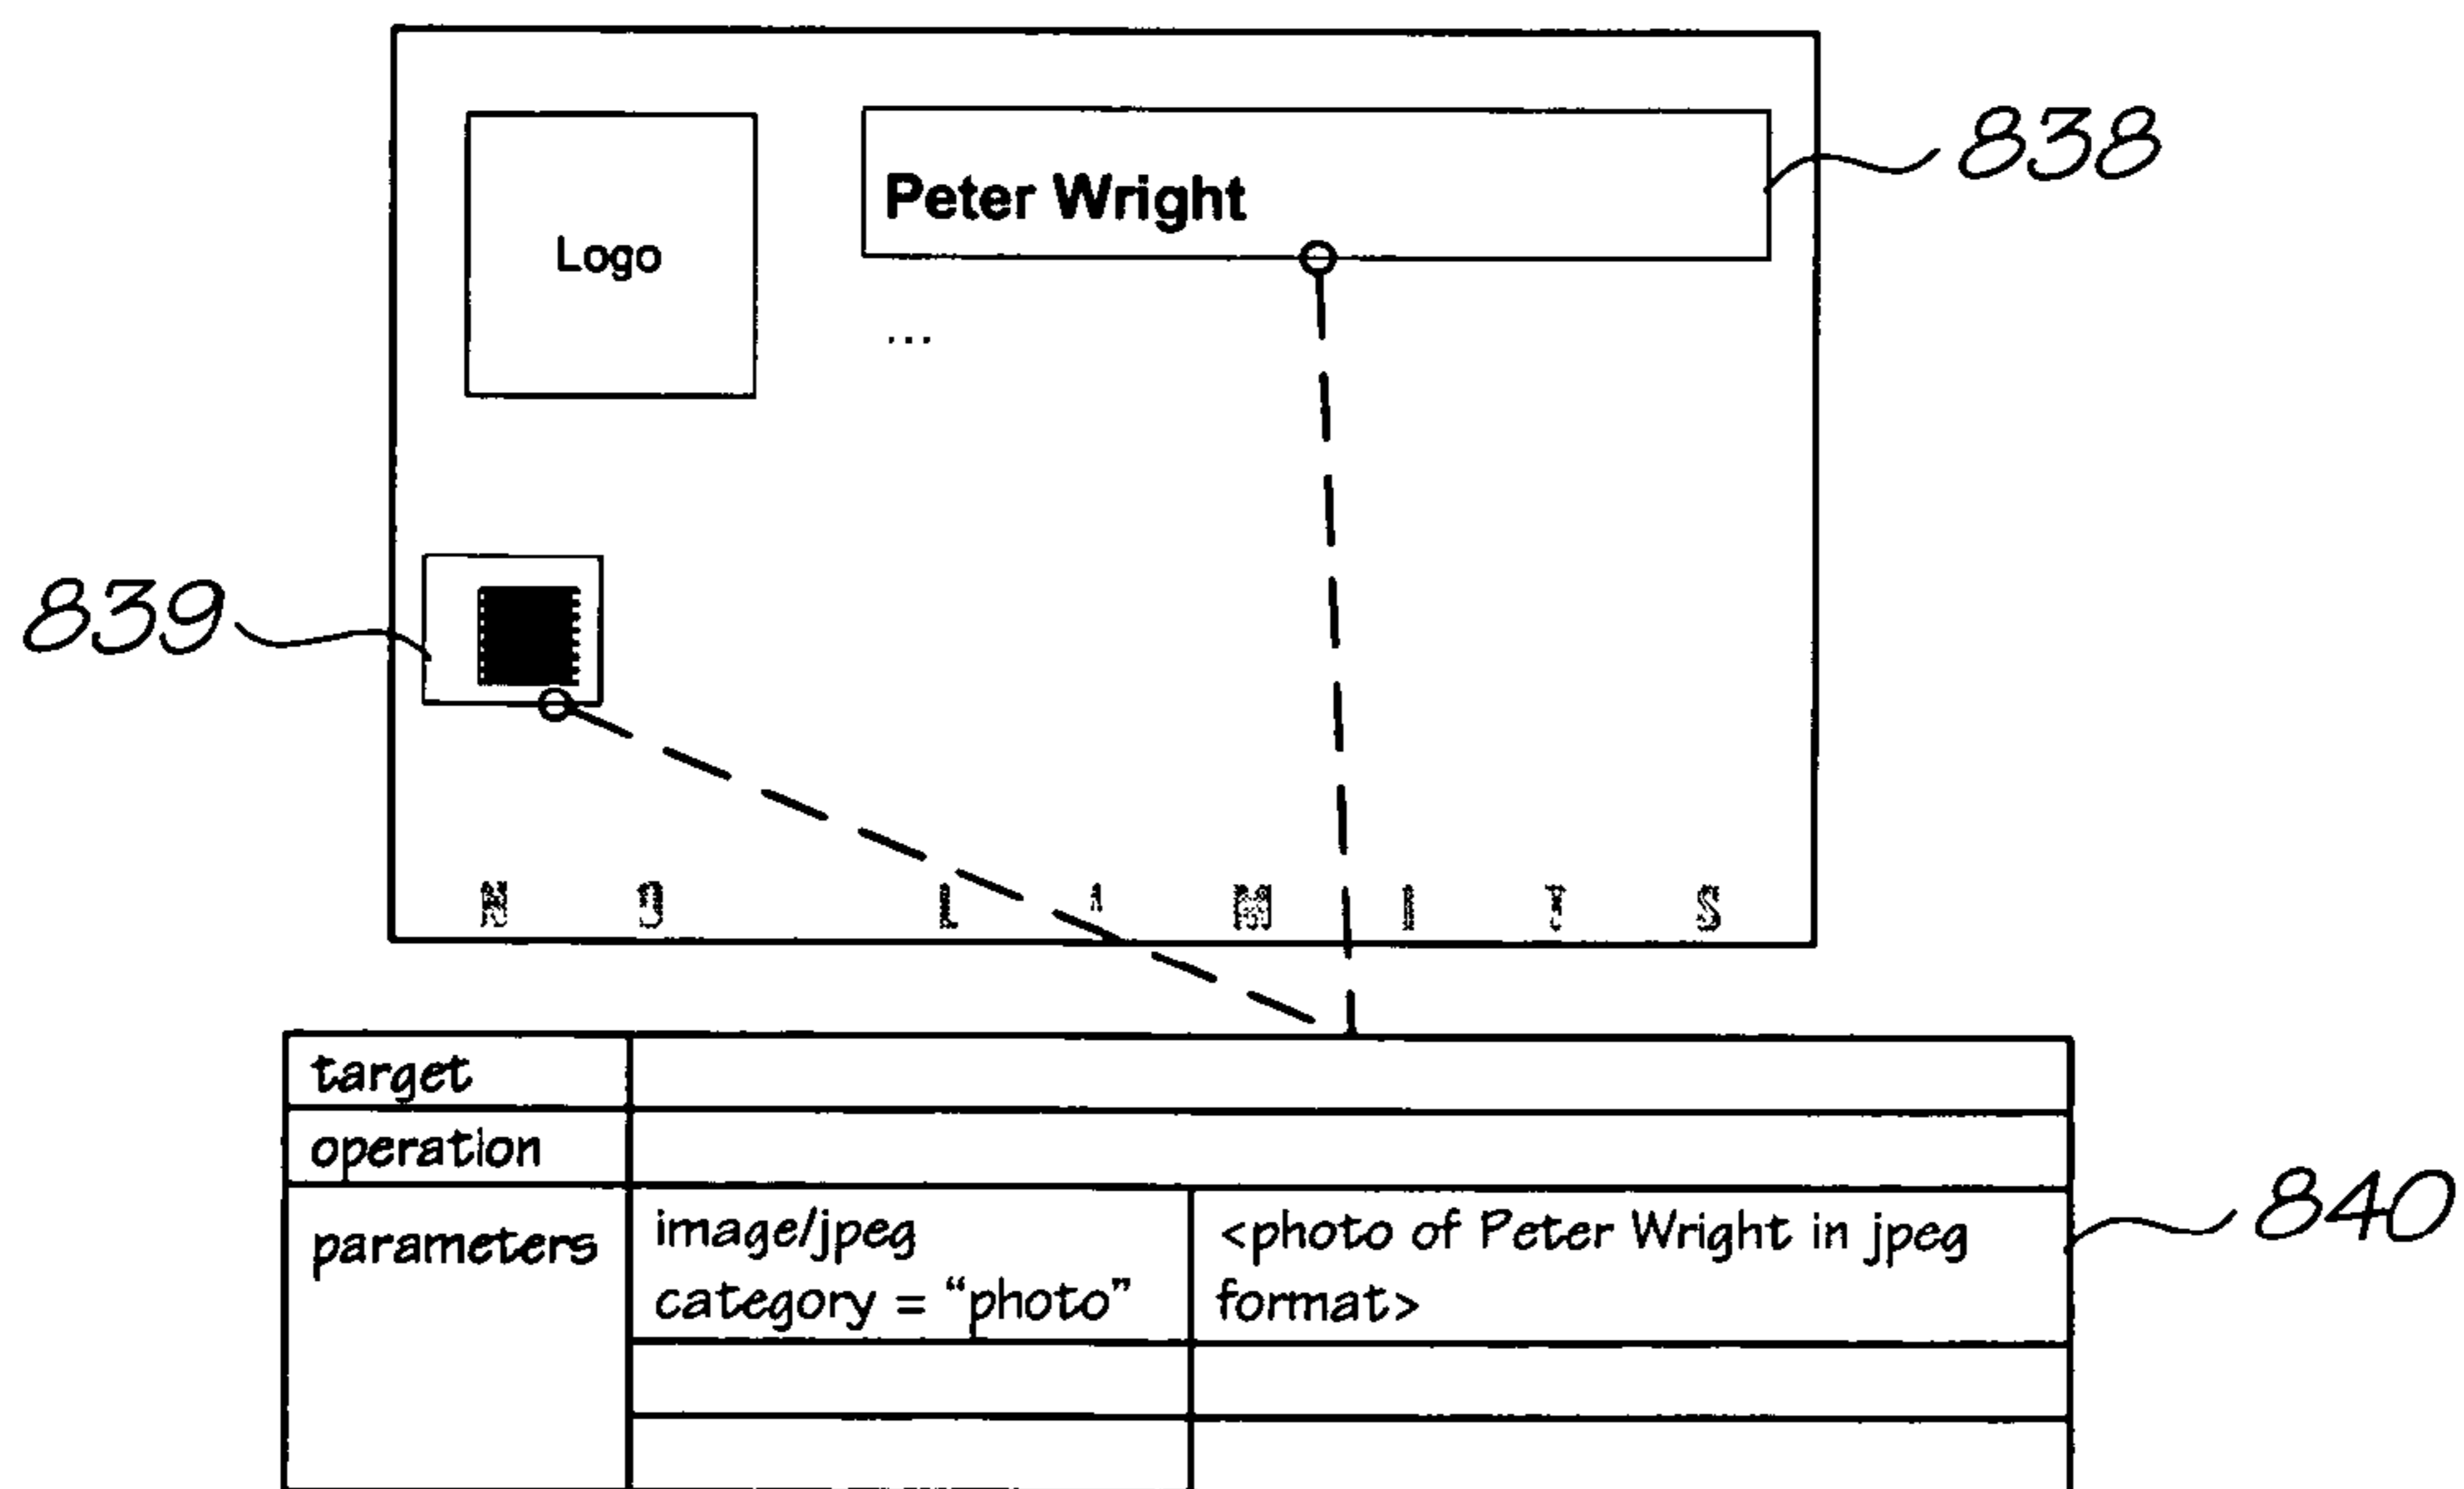 838
Peter Wright
Logo
...
839
N O L A M I T S
target
operation
840
parameters
image/jpeg
category = “photo”
<photo of Peter Wright in jpeg
format>